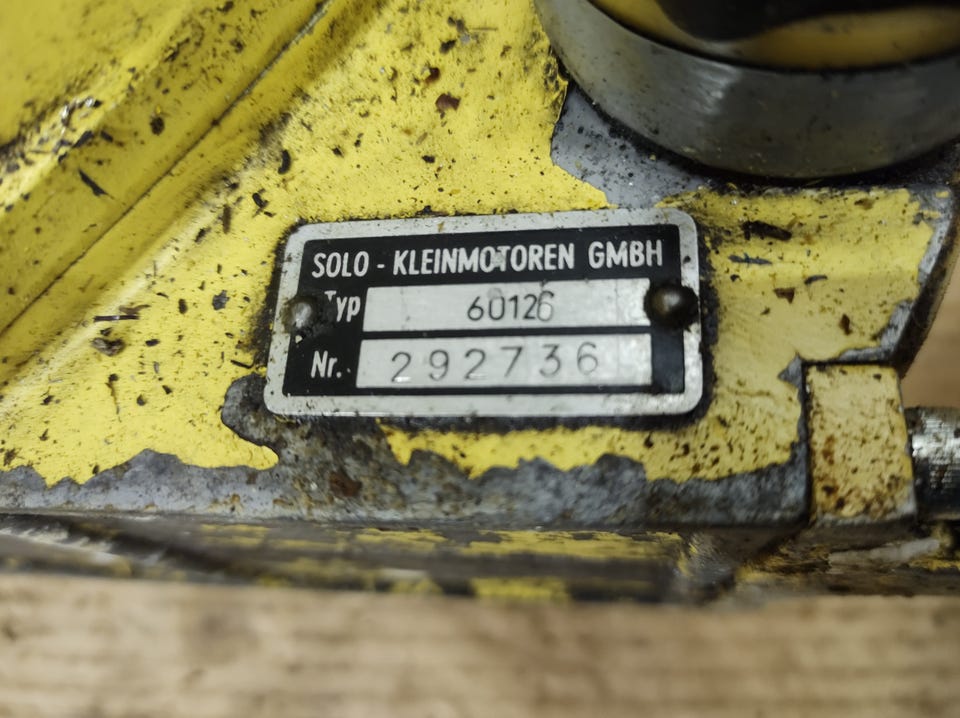 SOLO - KLEINMOTOREN GMBH
Typ 60126
Nr. 292736